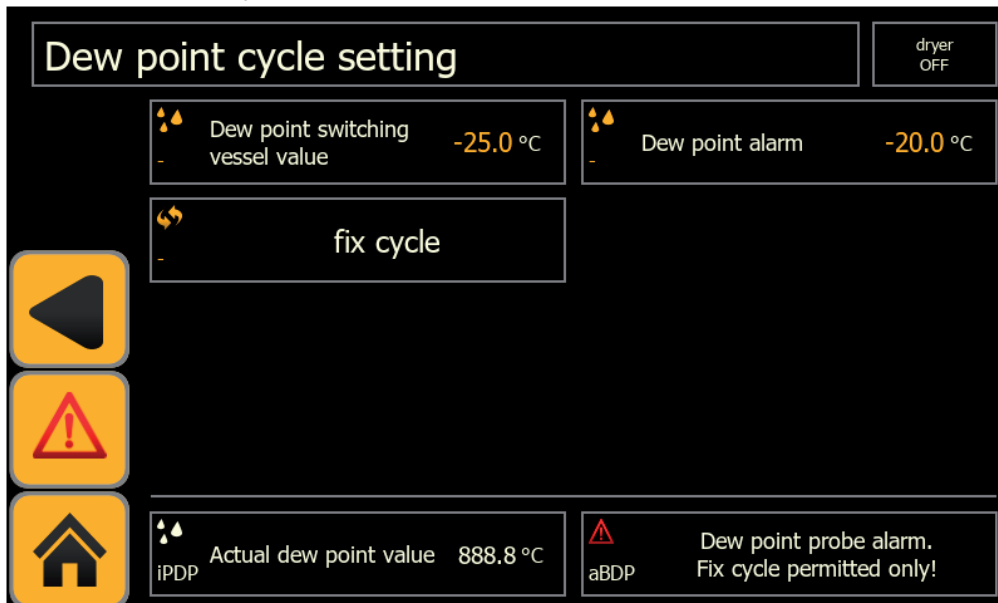 Dew point cycle setting
dryer
OFF
Dew point switching
vessel value
-25.0 °C
-
Dew point alarm
-20.0 °C
-
fix cycle
-
Actual dew point value 888.8 °C
iPDP
Dew point probe alarm.
Fix cycle permitted only!
aBDP